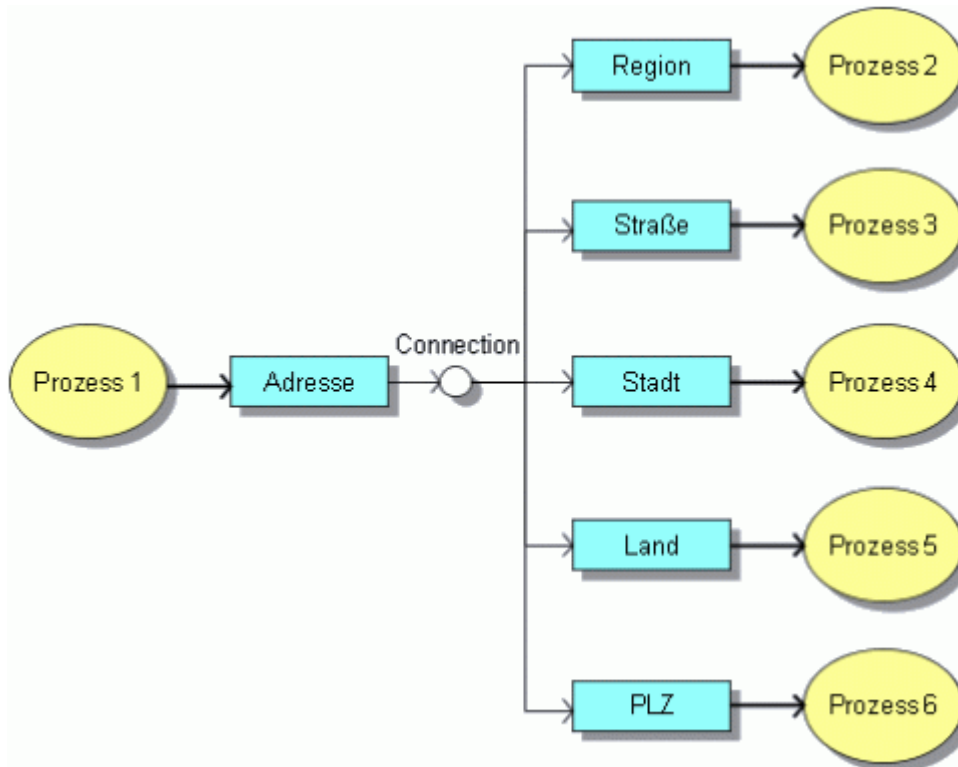 Region
Prozess 2
Straße
Prozess 3
Connection
Prozess 1
Adresse
Stadt
Prozess 4
Land
Prozess 5
PLZ
Prozess 6